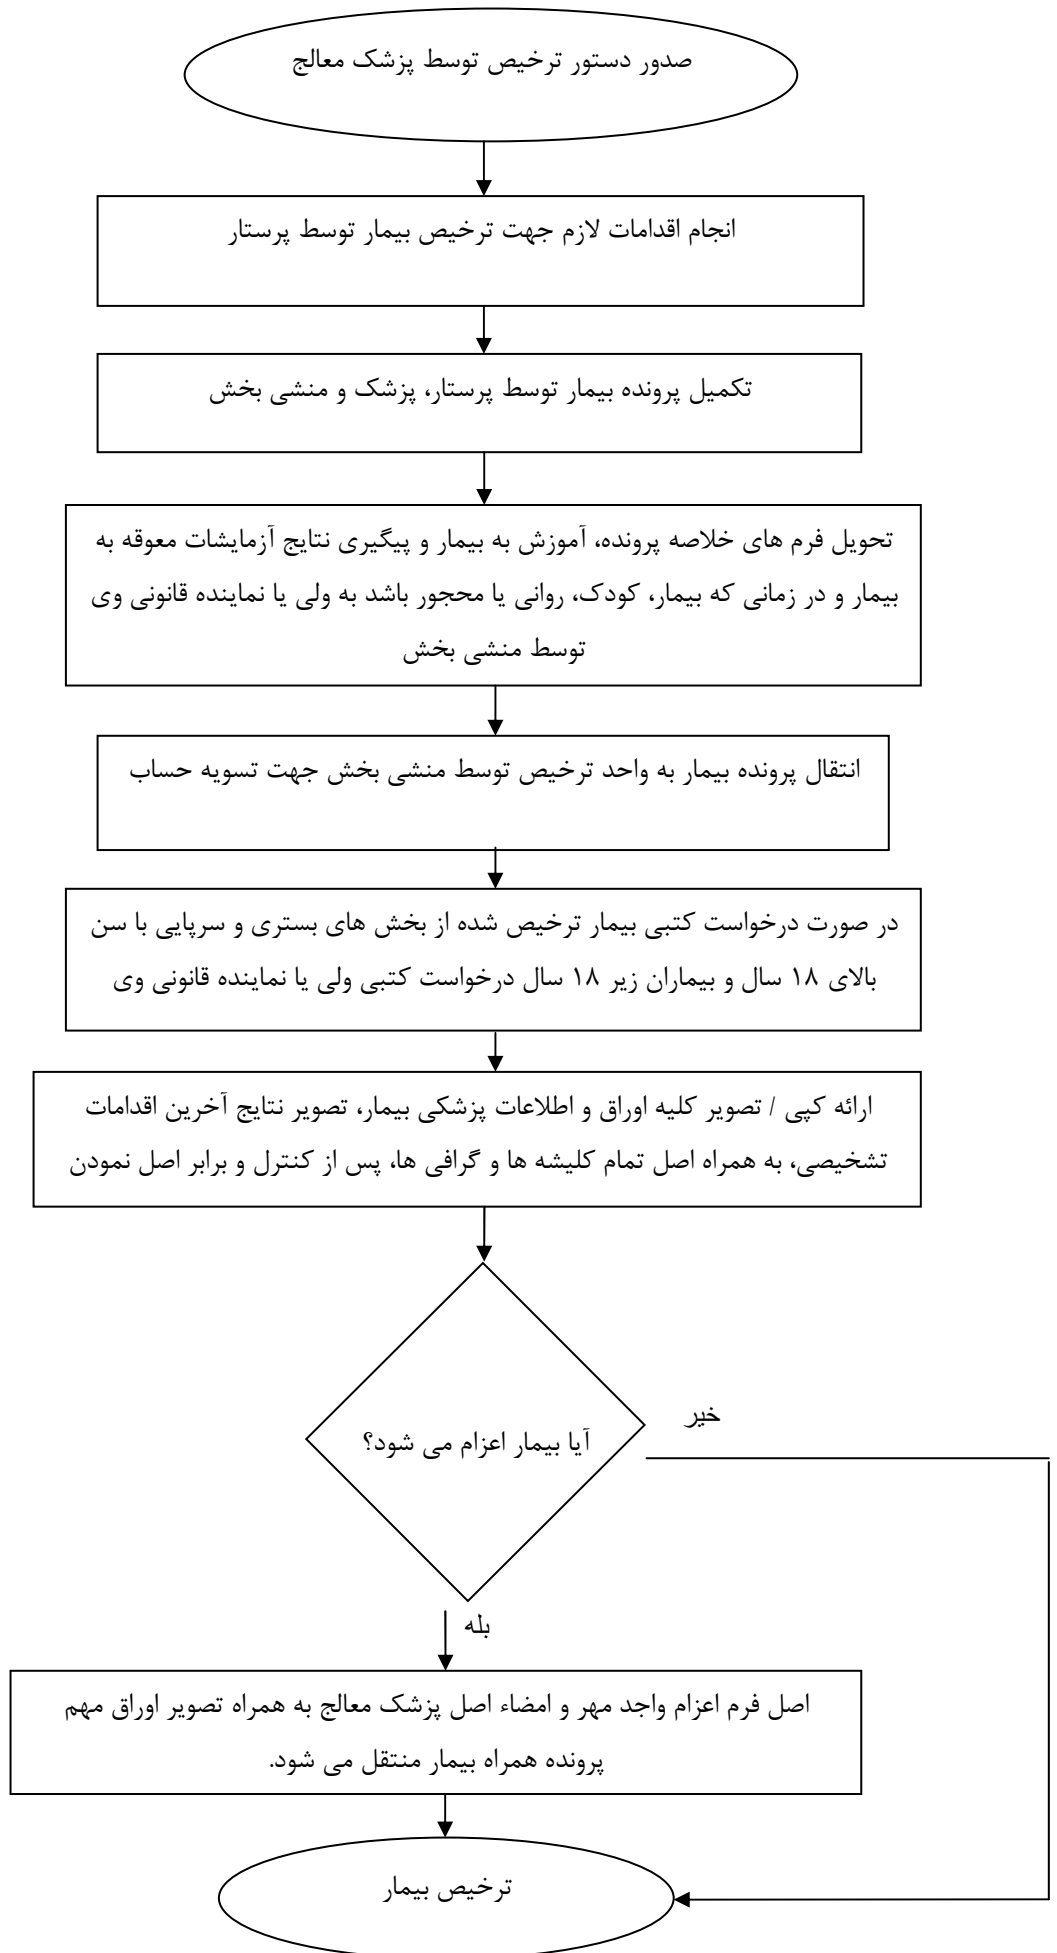 صدور دستور ترخیص توسط پزشک معالج
انجام اقدامات لازم جهت ترخیص بیمار توسط پرستار
تکمیل پرونده بیمار توسط پرستار، پزشک و منشی بخش
تحویل فرم های خلاصه پرونده، آموزش به بیمار و پیگیری نتایج آزمایشات معوقه به
بیمار و در زمانی که بیمار، کودک، روانی یا محجور باشد به ولی یا نماینده قانونی وی
توسط منشی بخش
انتقال پرونده بیمار به واحد ترخیص توسط منشی بخش جهت تسویه حساب
در صورت درخواست کتبی بیمار ترخیص شده از بخش های بستری و سرپایی با سن
بالای ۱۸ سال و بیماران زیر ۱۸ سال درخواست کتبی ولی یا نماینده قانونی وی
ارائه کپی / تصویر کلیه اوراق و اطلاعات پزشکی بیمار، تصویر نتایج آخرین اقدامات
تشخیصی، به همراه اصل تمام کلیشه ها و گرافی ها، پس از کنترل و برابر اصل نمودن
خیر
آیا بیمار اعزام می شود؟
بله
اصل فرم اعزام واجد مهر و امضاء اصل پزشک معالج به همراه تصویر اوراق مهم
پرونده همراه بیمار منتقل می شود.
ترخیص بیمار